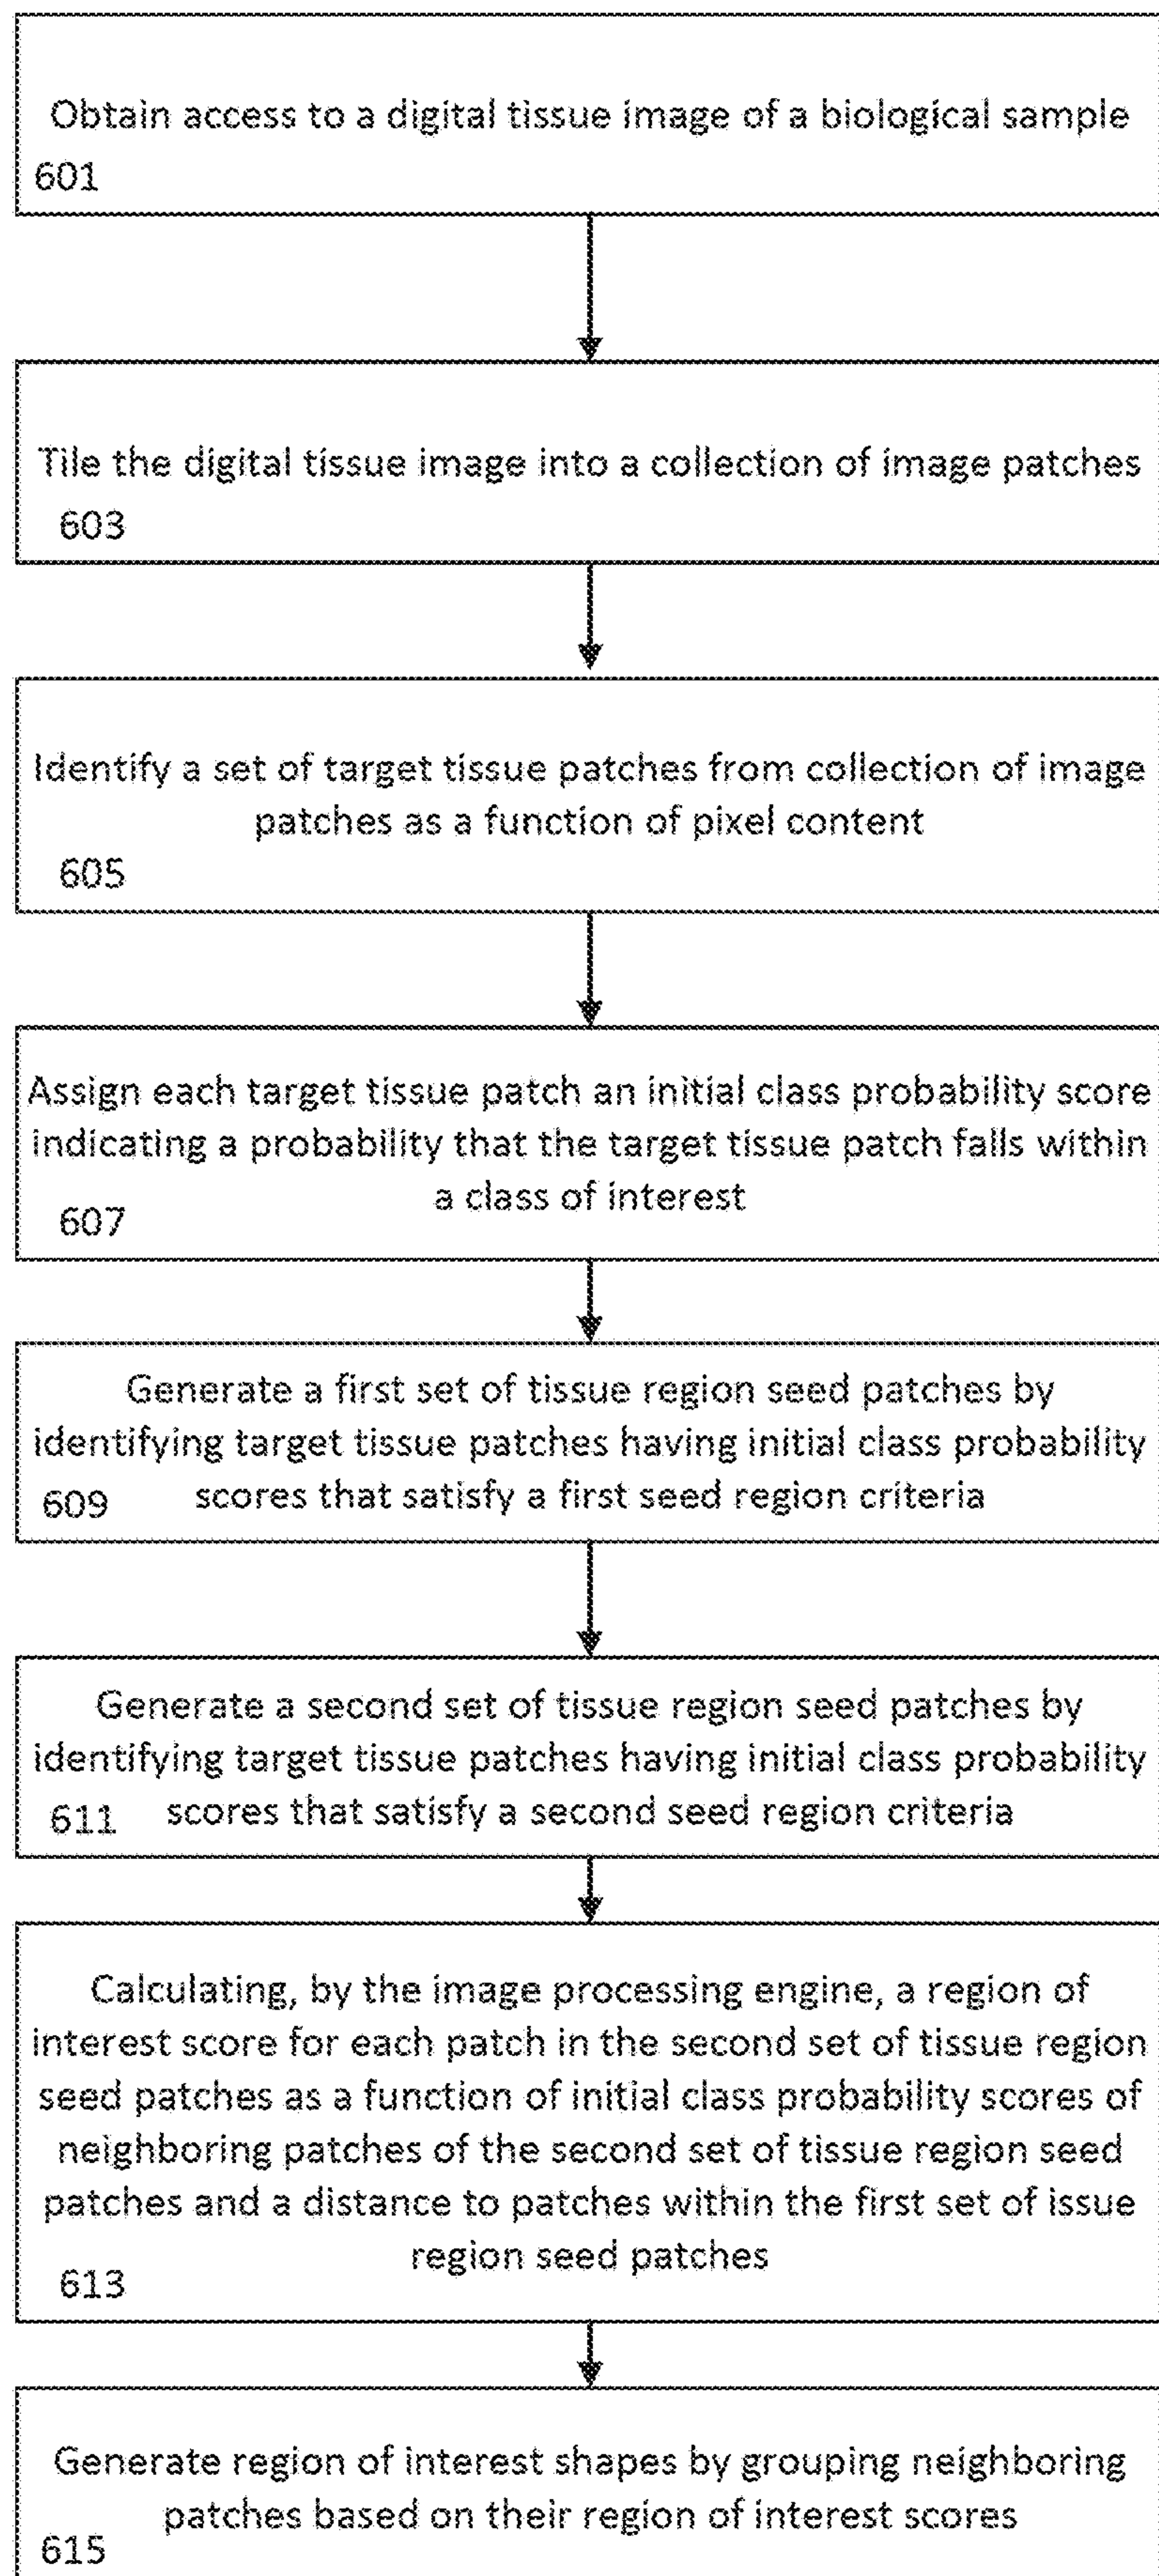 Obtain access to a digital tissue image of a biological sample
601
Tile the digital tissue image into a collection of image patches
603
Identify a set of target tissue patches from collection of image
patches as a function of pixel content
605
Assign each target tissue patch an initial class probability score
indicating a probability that the target tissue patch falls within
a class of interest
607
Generate a first set of tissue region seed patches by
identifying target tissue patches having initial class probability
scores that satisfy a first seed region criteria
609
Generate a second set of tissue region seed patches by
identifying target tissue patches having initial class probability
scores that satisfy a second seed region criteria
611
Calculating, by the image processing engine, a region of
interest score for each patch in the second set of tissue region
seed patches as a function of initial class probability scores of
neighboring patches of the second set of tissue region seed
patches and a distance to patches within the first set of issue
region seed patches
613
Generate region of interest shapes by grouping neighboring
patches based on their region of interest scores
615